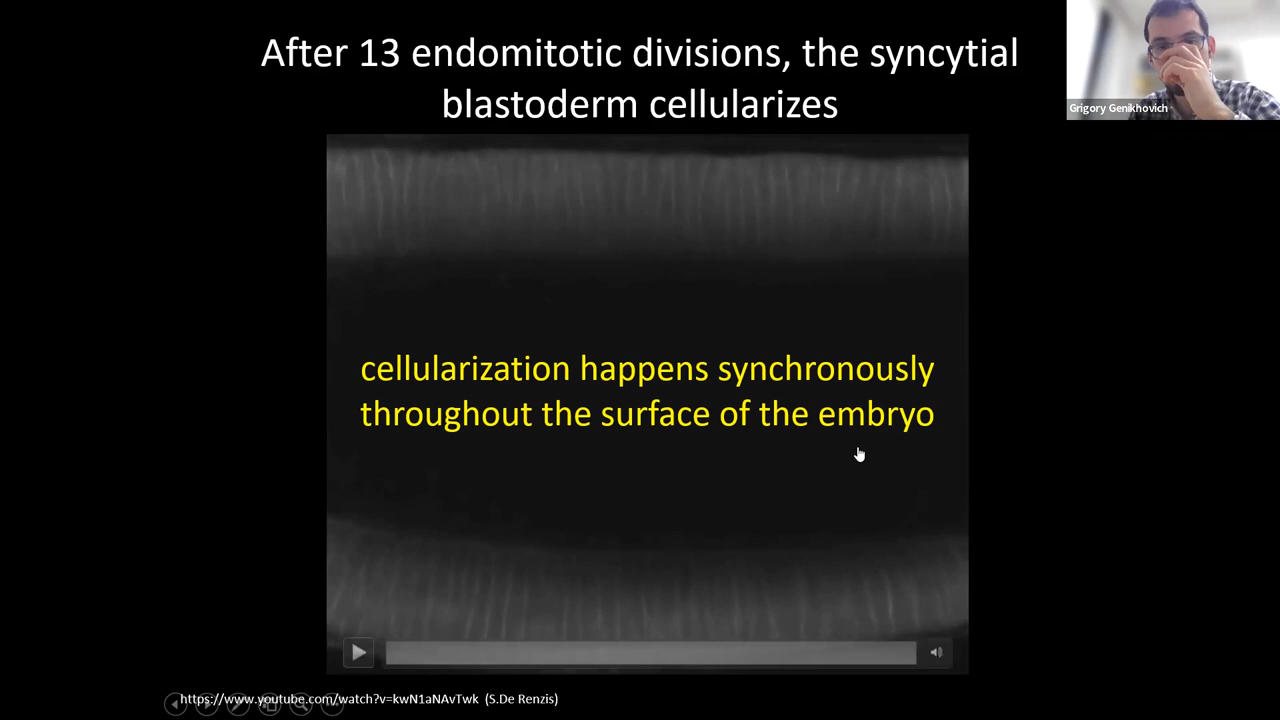 After 13 endomitotic divisions, the syncytial
blastoderm cellularizes
Grigory Genikhovich
cellularization happens synchronously
throughout the surface of the embryo
https://www.youtube.com/watch?v=kwN1aNAvTwk (S.De Renzis)